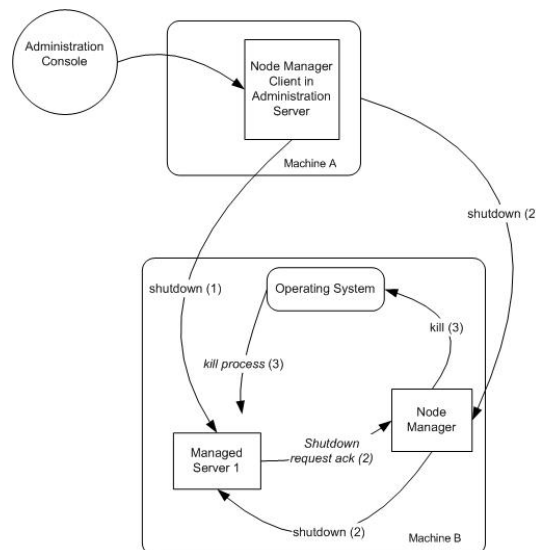 Administration
Console
Node Manager
Client in
Administration
Server
Machine A
shutdown (2
shutdown (1)
Operating System
kill (3)
kill process (3)
Node
Manager
Managed
Server 1
Shutdown
request ack (2)
shutdown (2)
Machine B